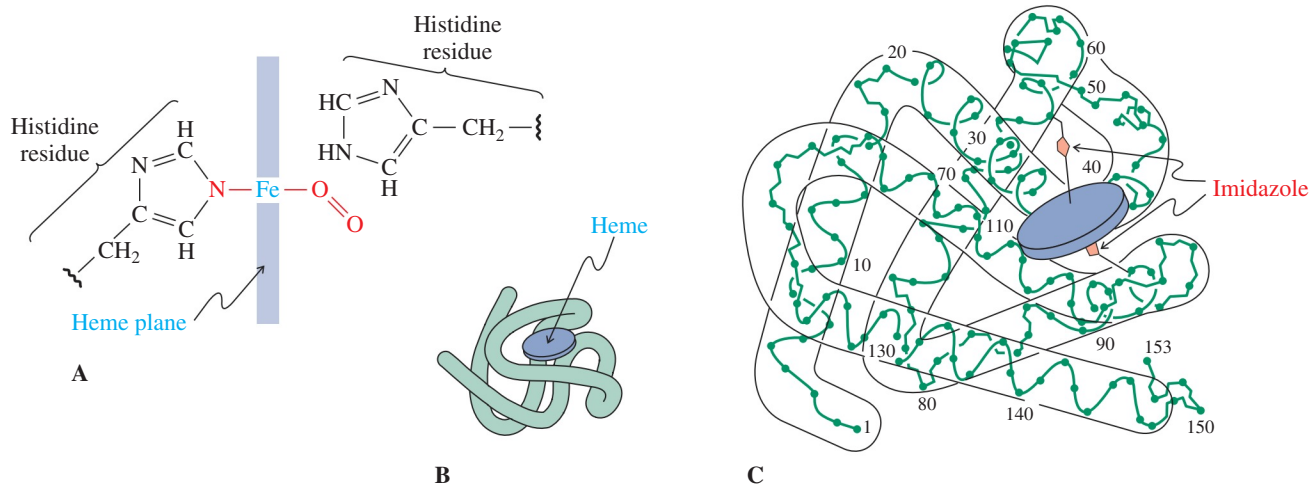 Histidine
residue
H
C
N
HC
N
Histidine
residue
N
C
CH₂
HN
C
H
N
Fe
O
O
C
C
H
CH₂
Heme plane
A
Heme
B
20
60
50
30
40
70
Imidazole
110
10
130
90
153
80
140
1
150
C